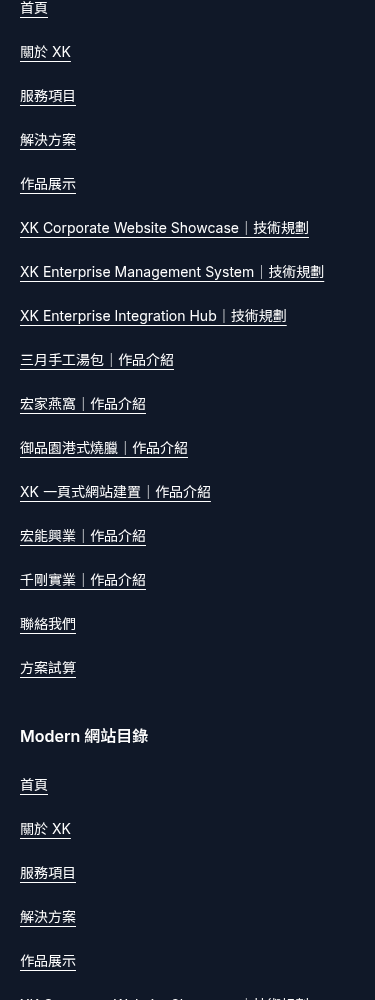 首頁
關於 XK
服務項目
解決方案
作品展示
XK Corporate Website Showcase｜技術規劃
XK Enterprise Management System｜技術規劃
XK Enterprise Integration Hub｜技術規劃
三月手工湯包｜作品介紹
宏家燕窩｜作品介紹
御品園港式燒臘｜作品介紹
XK 一頁式網站建置｜作品介紹
宏能興業｜作品介紹
千剛實業｜作品介紹
聯絡我們
方案試算
Modern 網站目錄
首頁
關於 XK
服務項目
解決方案
作品展示